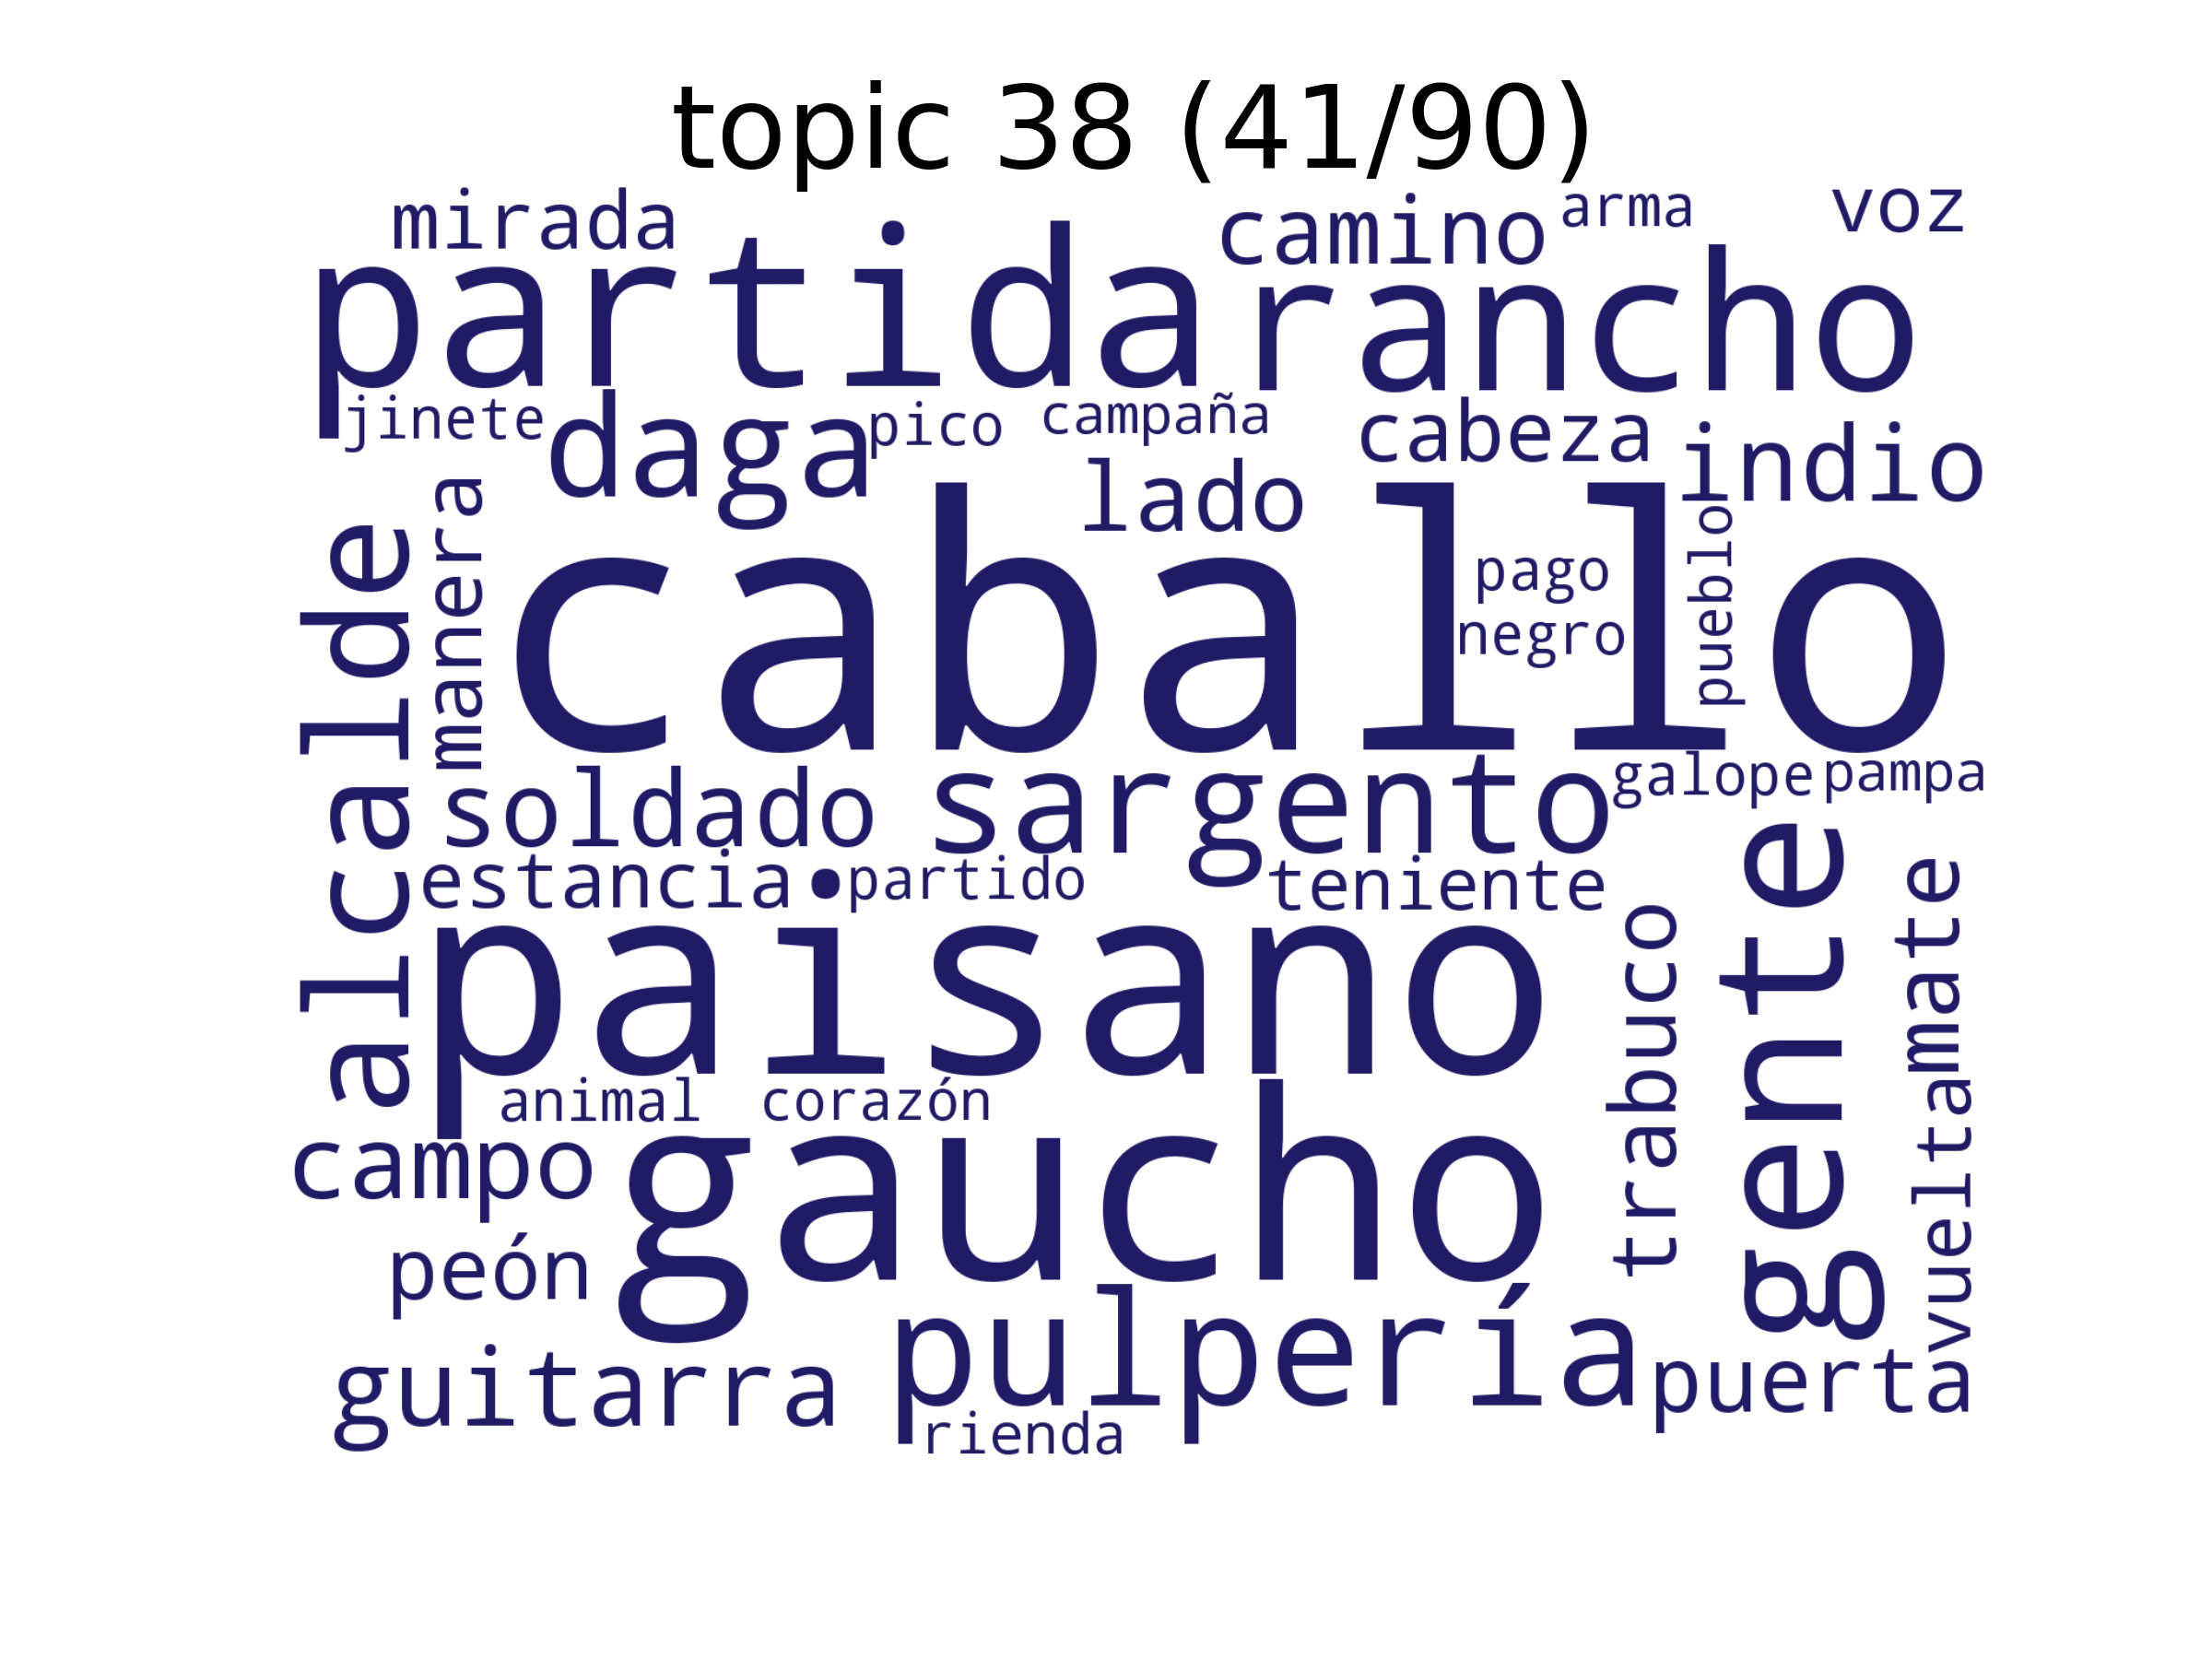 topic 38 (41/90)
mirada
camino
arma
voz
partida
rancho
jinete
daga
pico
campaña
cabeza
indio
lado
alcalde
manera
caballo
pago
negro
pueblo
soldado
sargento
galope
pampa
estancia
partido
teniente
paisano
trabuco
gente
mate
animal
corazón
campo
gaucho
vuelta
peón
pulpería
guitarra
puerta
rienda